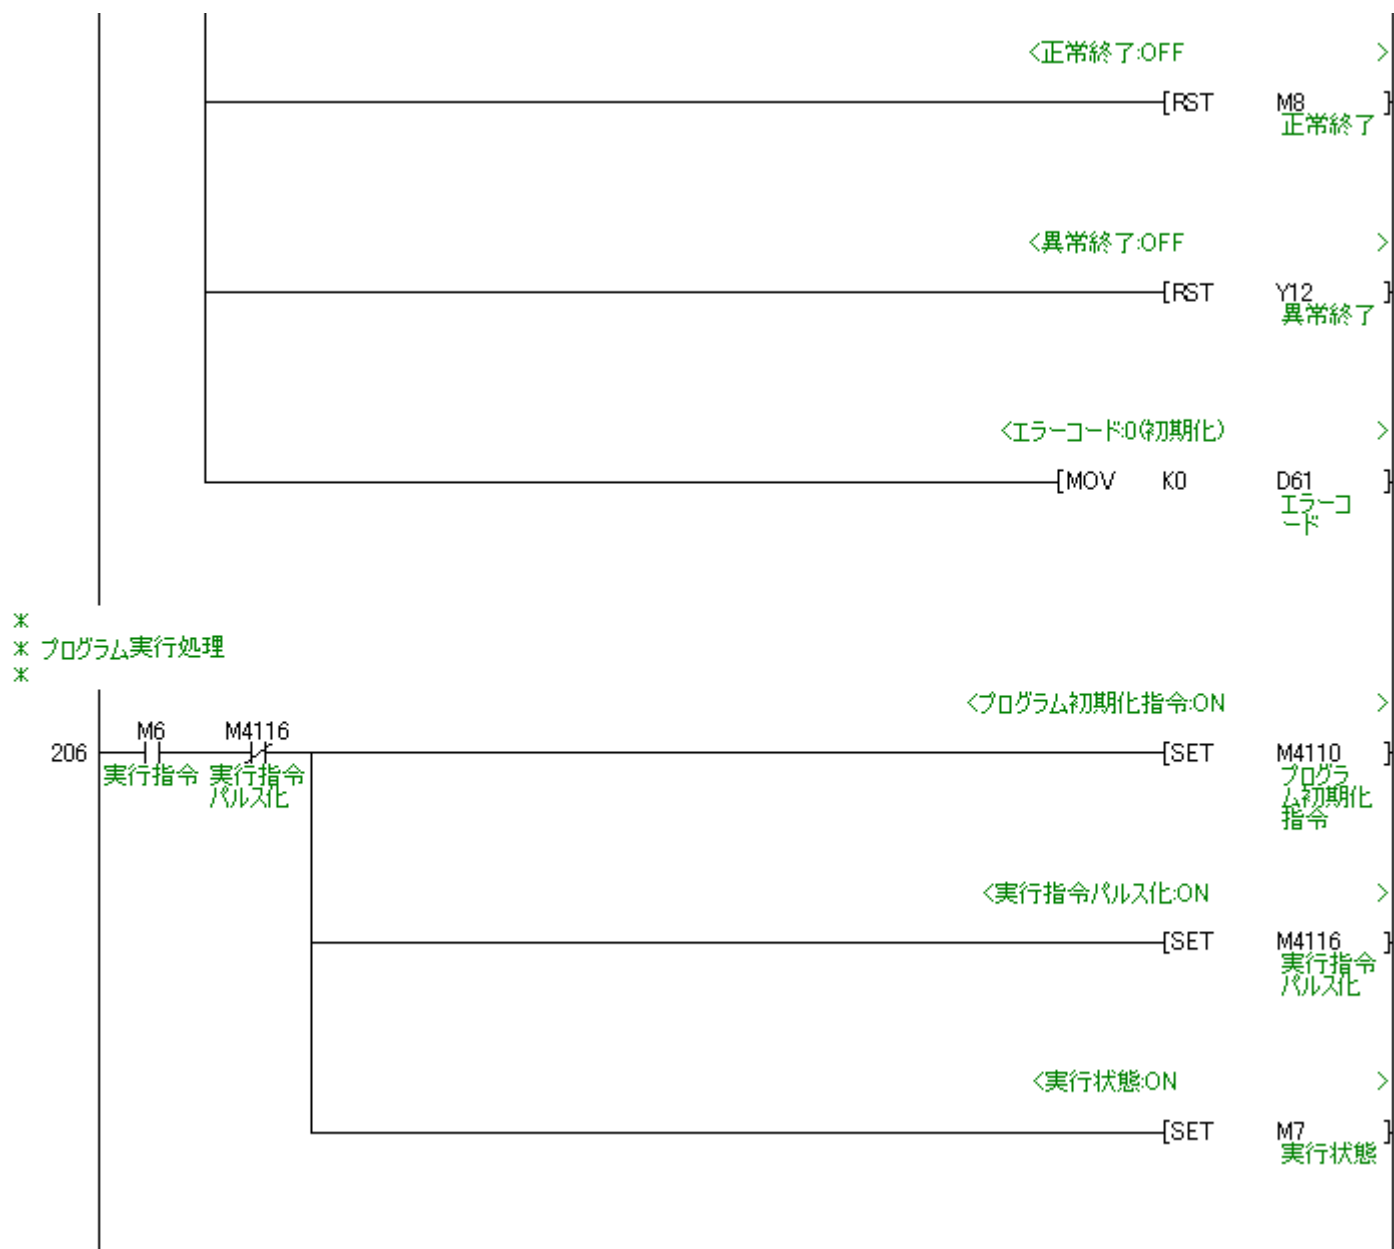 <正常終了:OFF >
[RST M8 ]
正常終了
<異常終了:OFF >
[RST Y12 ]
異常終了
<エラーコード:0(初期化) >
[MOV K0 D61 ]
エラーコ
ード
*
* プログラム実行処理
*
<プログラム初期化指令:ON >
M6 M4116
206 [SET M4110 ]
実行指令 実行指令
パルス化
プログラ
ム初期化
指令
<実行指令パルス化:ON >
[SET M4116 ]
実行指令
パルス化
<実行状態:ON >
[SET M7 ]
実行状態